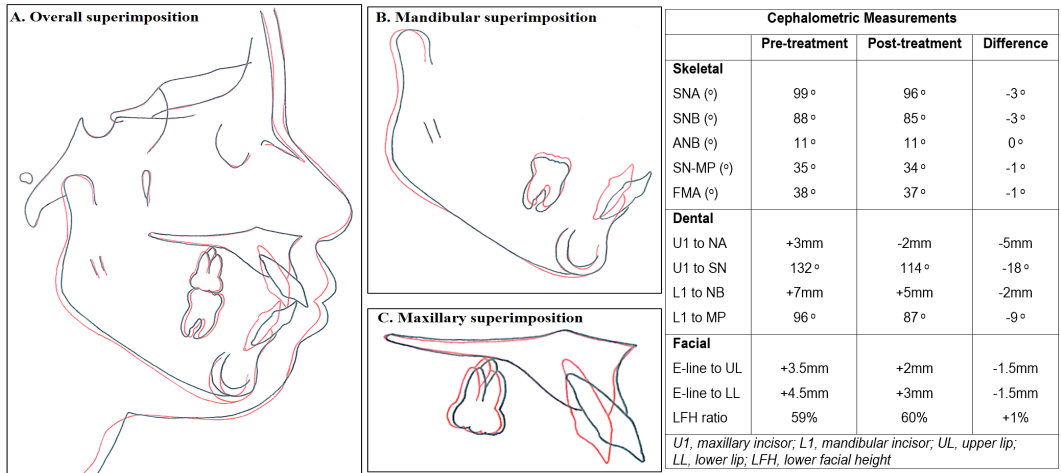 A. Overall superimposition
B. Mandibular superimposition
C. Maxillary superimposition
Cephalometric Measurements
Pre-treatment Post-treatment Difference
Skeletal
SNA (º) 99 º 96 º -3 º
SNB (º) 88 º 85 º -3 º
ANB (º) 11 º 11 º 0 º
SN-MP (º) 35 º 34 º -1 º
FMA (º) 38 º 37 º -1 º
Dental
U1 to NA +3mm -2mm -5mm
U1 to SN 132 º 114 º -18 º
L1 to NB +7mm +5mm -2mm
L1 to MP 96 º 87 º -9 º
Facial
E-line to UL +3.5mm +2mm -1.5mm
E-line to LL +4.5mm +3mm -1.5mm
LFH ratio 59% 60% +1%
U1, maxillary incisor; L1, mandibular incisor; UL, upper lip;
LL, lower lip; LFH, lower facial height